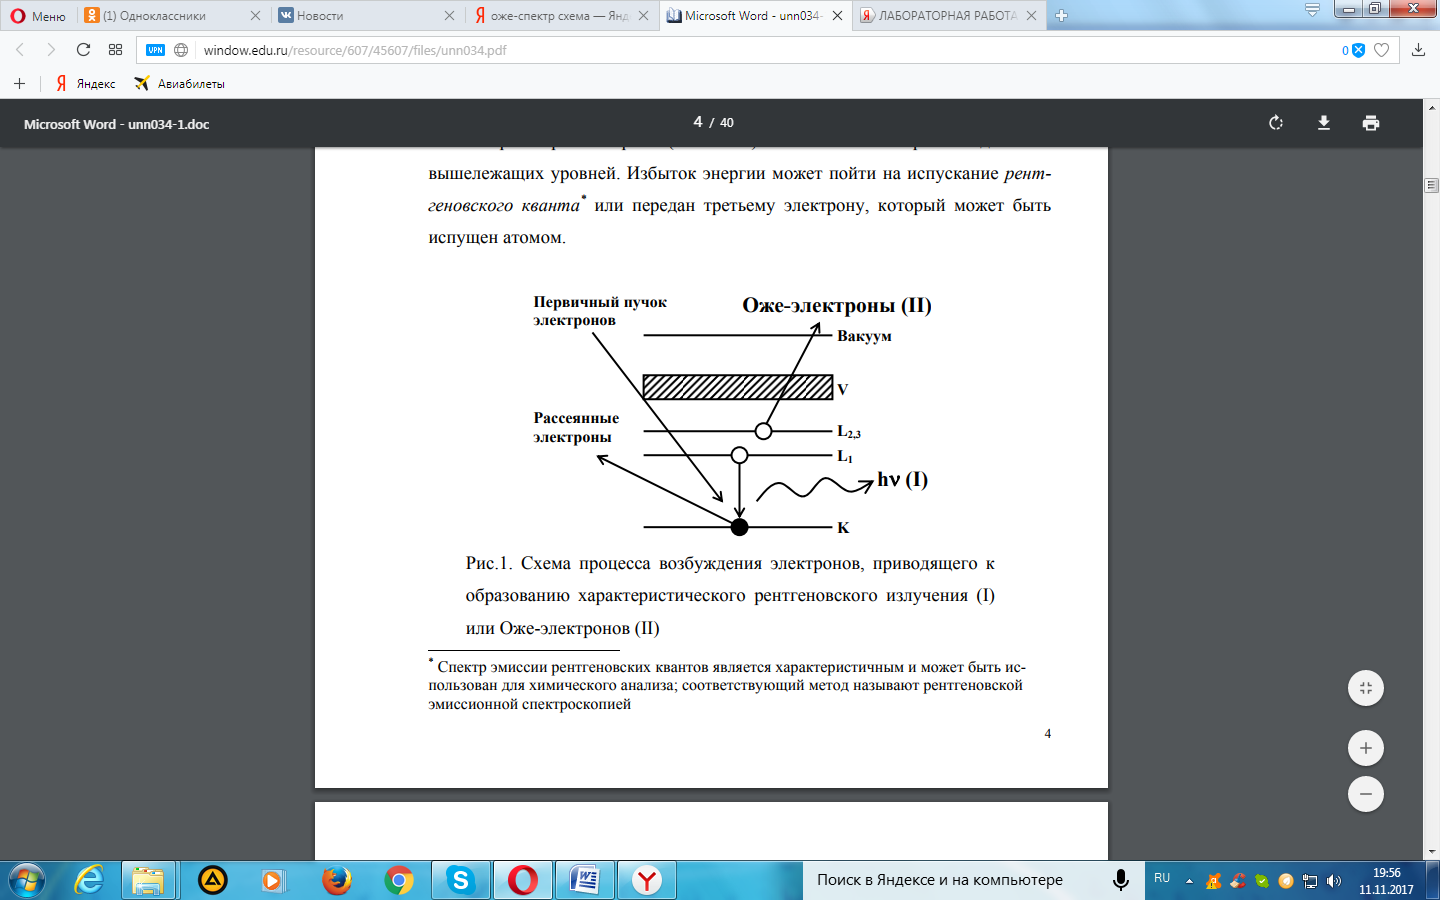 Меню
(1) Одноклассники
Новости
оже-спектр схема — Янд
Microsoft Word - unn034-
ЛАБОРАТОРНАЯ РАБОТА
VPN
window.edu.ru/resource/607/45607/files/unn034.pdf
0
Яндекс
Авиабилеты
Microsoft Word - unn034-1.doc
4 / 40
вышележащих уровней. Избыток энергии может пойти на испускание рент-
геновского кванта* или передан третьему электрону, который может быть
испущен атомом.
Первичный пучок
электронов
Оже-электроны (II)
Вакуум
V
Рассеянные
электроны
L2,3
L1
hν (I)
K
Рис.1. Схема процесса возбуждения электронов, приводящего к
образованию характеристического рентгеновского излучения (I)
или Оже-электронов (II)
* Спектр эмиссии рентгеновских квантов является характеристичным и может быть ис-
пользован для химического анализа; соответствующий метод называют рентгеновской
эмиссионной спектроскопией
4
Поиск в Яндексе и на компьютере
RU
19:56
11.11.2017